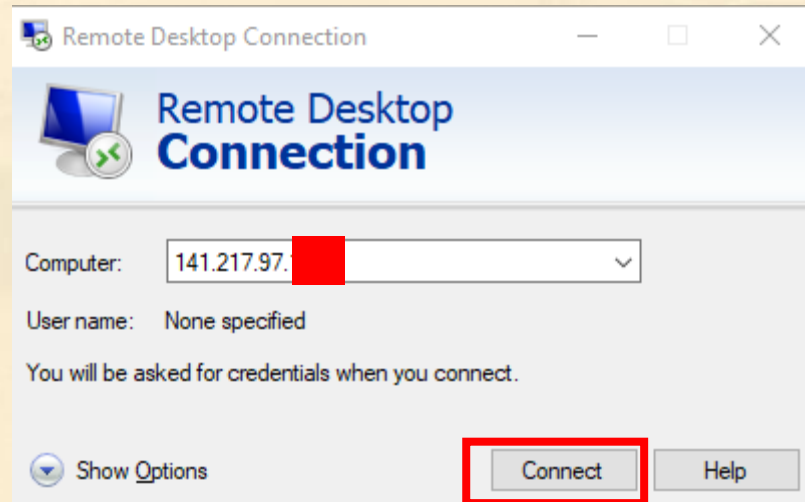 Remote Desktop Connection
Remote Desktop
Connection
Computer: 141.217.97.
User name: None specified
You will be asked for credentials when you connect.
Show Options Connect Help